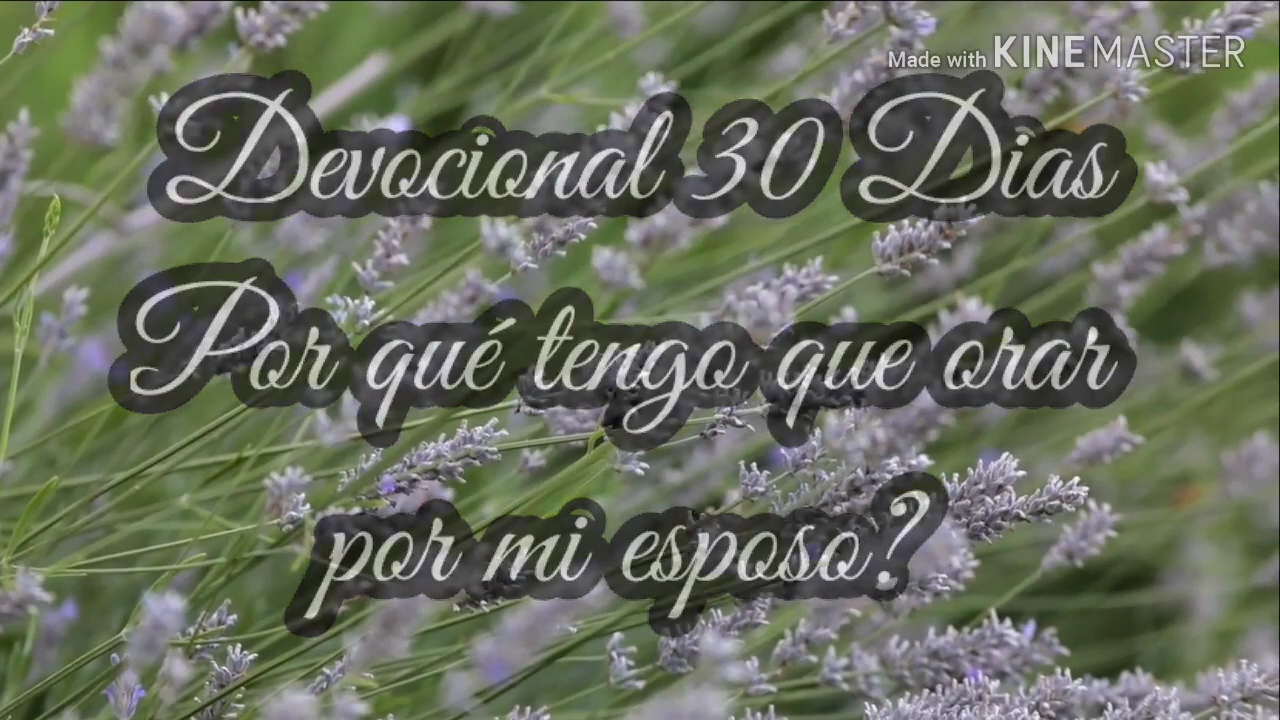 Made with KINEMASTER
Devocional 30 Dias
Por qué tengo que orar
por mi esposo?